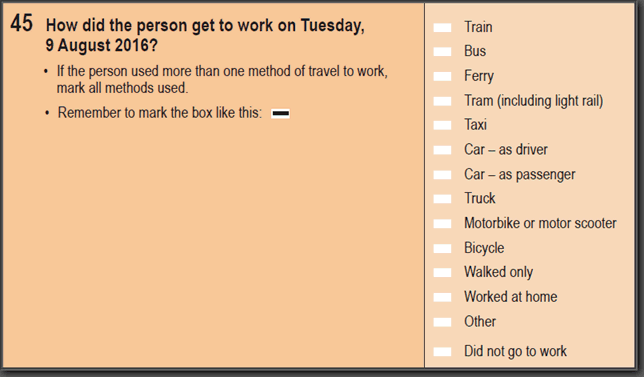 45 How did the person get to work on Tuesday,
9 August 2016?
• If the person used more than one method of travel to work,
mark all methods used.
• Remember to mark the box like this:
Train
Bus
Ferry
Tram (including light rail)
Taxi
Car – as driver
Car – as passenger
Truck
Motorbike or motor scooter
Bicycle
Walked only
Worked at home
Other
Did not go to work